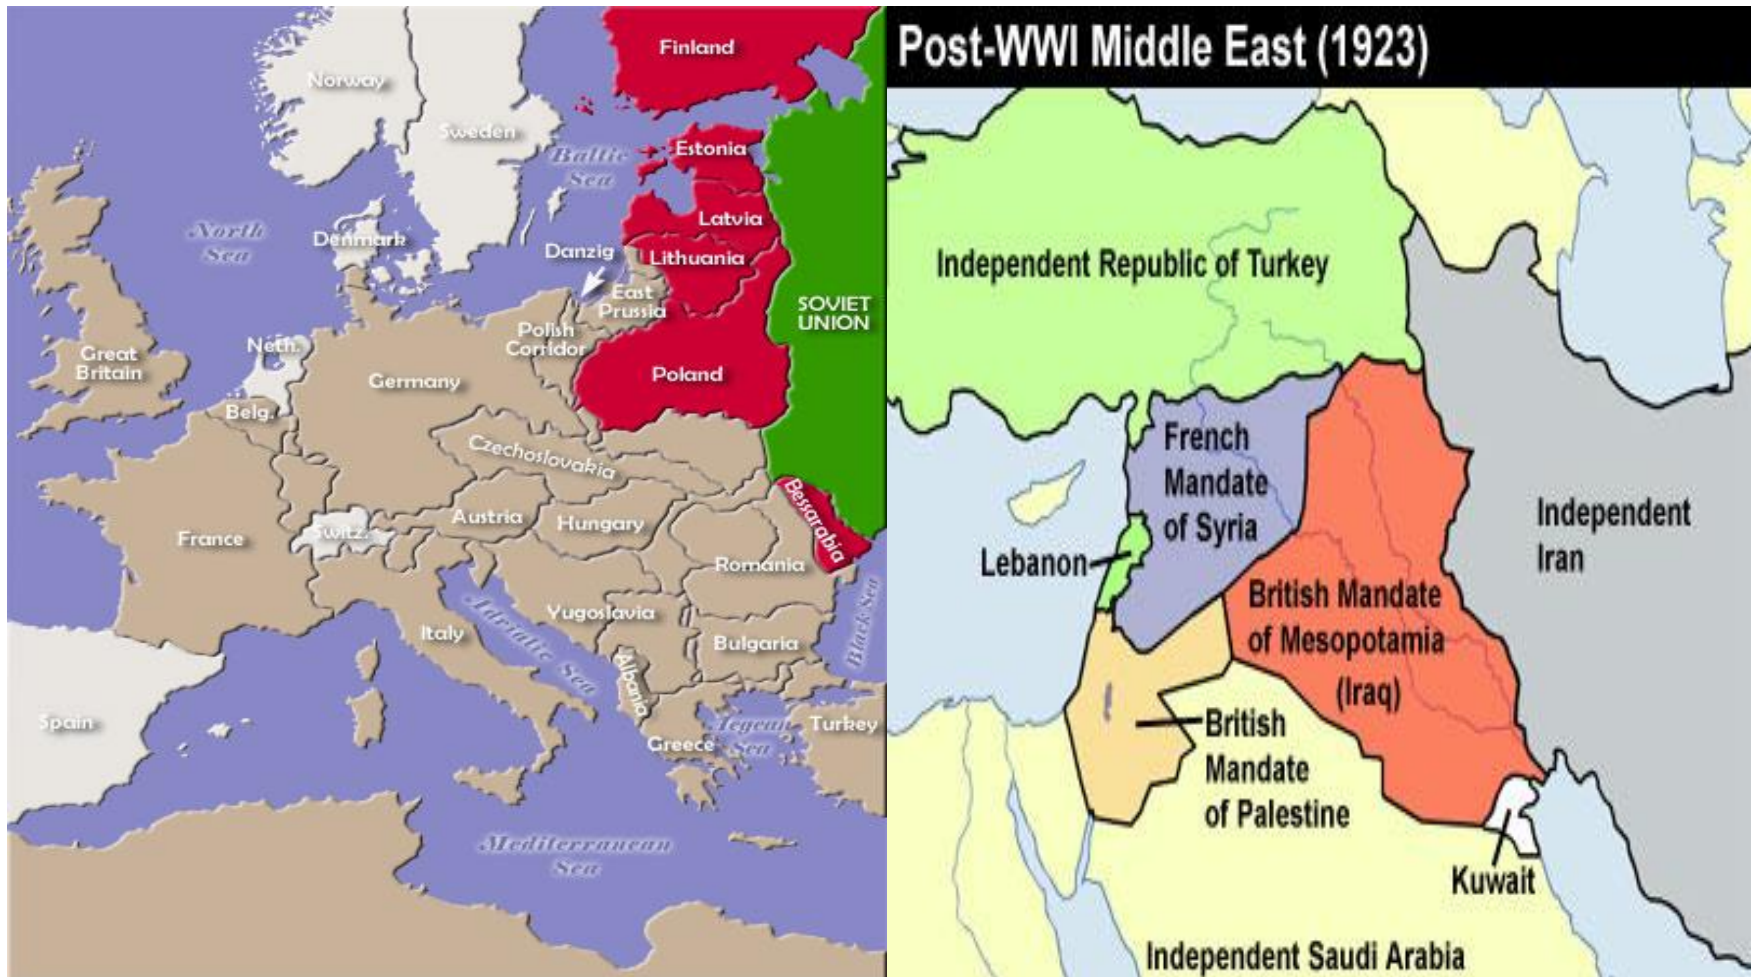 Finland
Norway
Sweden
Estonia
Baltic
Sea
Latvia
North
Sea
Denmark
Danzig
Lithuania
East
Prussia
SOVIET
UNION
Polish
Corridor
Great
Britain
Neth.
Germany
Poland
Belg.
Czechoslovakia
Bessarabia
Austria
Hungary
France
Switz.
Romania
Yugoslavia
Italy
Adriatic Sea
Bulgaria
Black Sea
Albania
Spain
Greece
Aegean
Sea
Turkey
Mediterranean
Sea
Post-WWI Middle East (1923)
Independent Republic of Turkey
French
Mandate
of Syria
Independent
Iran
Lebanon
British Mandate
of Mesopotamia
(Iraq)
British
Mandate
of Palestine
Kuwait
Independent Saudi Arabia